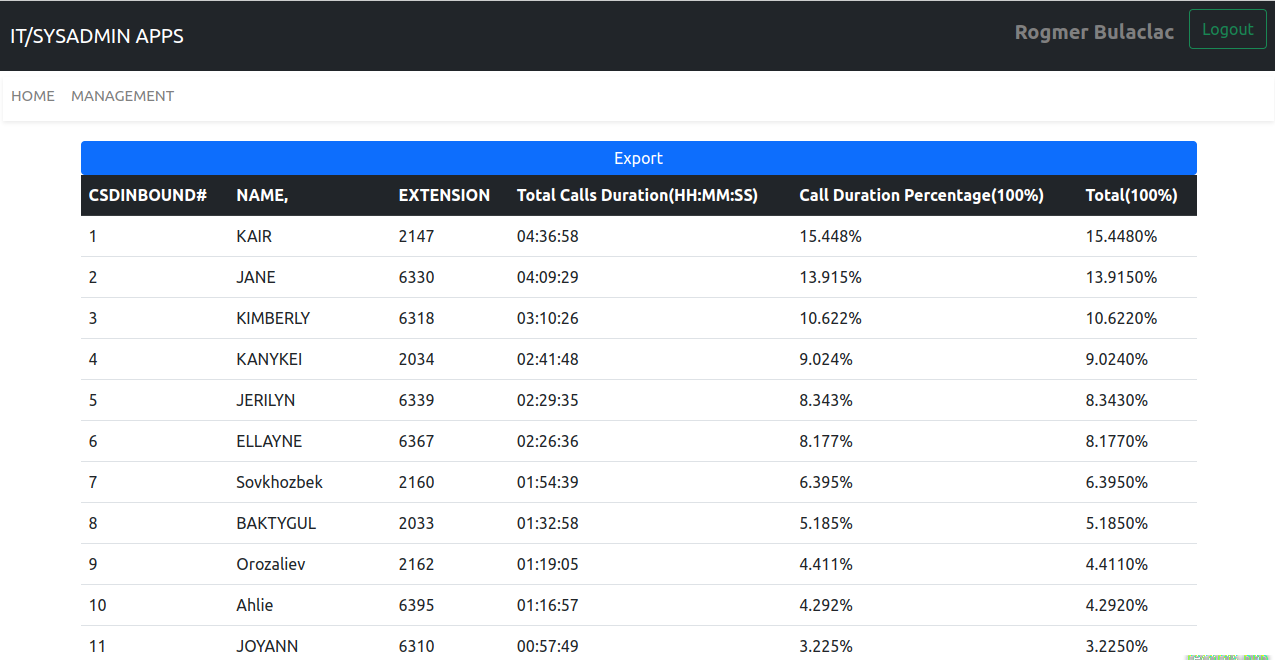 IT/SYSADMIN APPS Rogmer Bulaclac Logout
HOME MANAGEMENT
Export
CSDINBOUND# NAME, EXTENSION Total Calls Duration(HH:MM:SS) Call Duration Percentage(100%) Total(100%)
1 KAIR 2147 04:36:58 15.448% 15.4480%
2 JANE 6330 04:09:29 13.915% 13.9150%
3 KIMBERLY 6318 03:10:26 10.622% 10.6220%
4 KANYKEI 2034 02:41:48 9.024% 9.0240%
5 JERILYN 6339 02:29:35 8.343% 8.3430%
6 ELLAYNE 6367 02:26:36 8.177% 8.1770%
7 Sovkhozbek 2160 01:54:39 6.395% 6.3950%
8 BAKTYGUL 2033 01:32:58 5.185% 5.1850%
9 Orozaliev 2162 01:19:05 4.411% 4.4110%
10 Ahlie 6395 01:16:57 4.292% 4.2920%
11 JOYANN 6310 00:57:49 3.225% 3.2250%